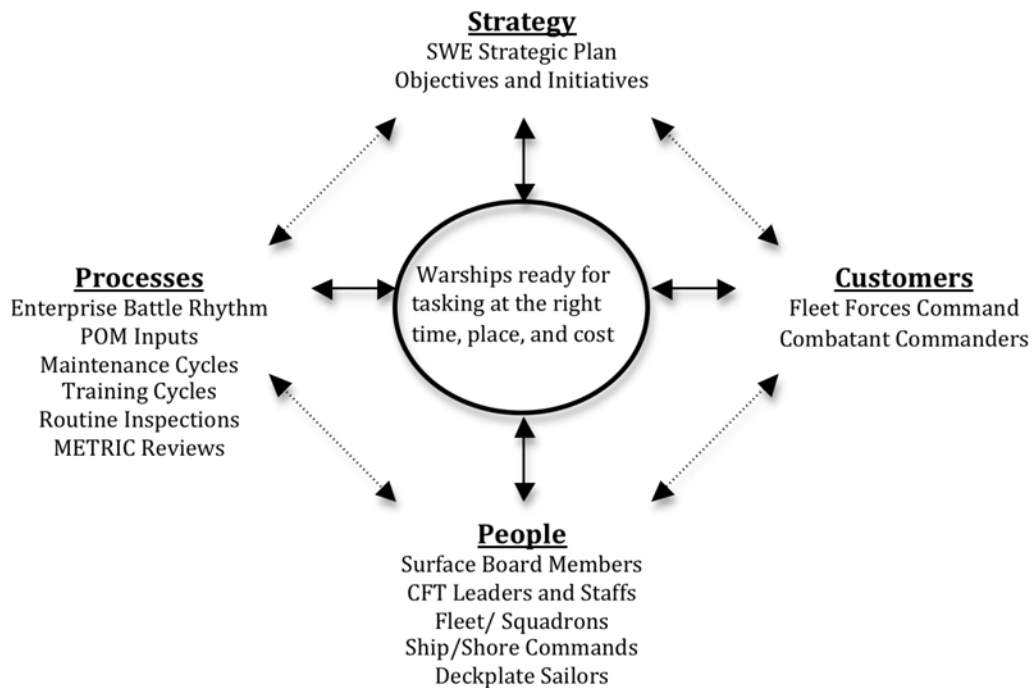 Strategy
SWE Strategic Plan
Objectives and Initiatives
Processes
Enterprise Battle Rhythm
POM Inputs
Maintenance Cycles
Training Cycles
Routine Inspections
METRIC Reviews
Warships ready for
tasking at the right
time, place, and cost
Customers
Fleet Forces Command
Combatant Commanders
People
Surface Board Members
CFT Leaders and Staffs
Fleet/ Squadrons
Ship/Shore Commands
Deckplate Sailors